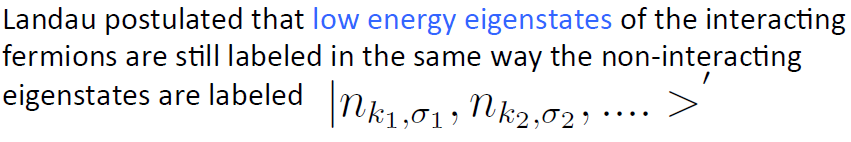 Landau postulated that low energy eigenstates of the interacting
fermions are still labeled in the same way the non-interacting
eigenstates are labeled |n_{k_1,σ_1}, n_{k_2,σ_2}, .... >'